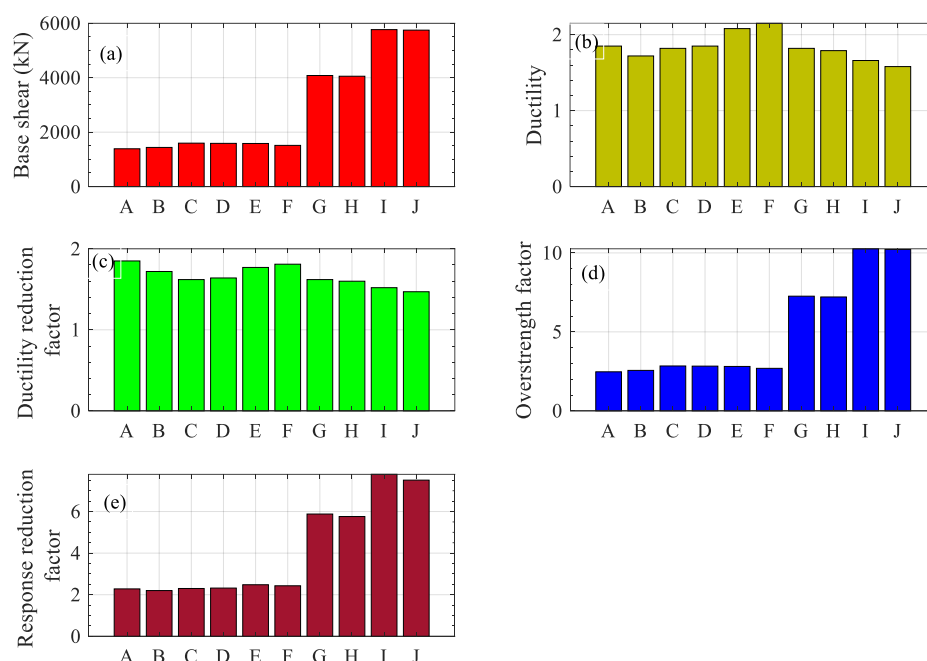 6000
4000
2000
0
Base shear (kN)
(a)
A B C D E F G H I J
2
1
0
Ductility
(b)
A B C D E F G H I J
2
1
0
Ductility reduction
factor
(c)
A B C D E F G H I J
10
5
0
Overstrength factor
(d)
A B C D E F G H I J
6
4
2
0
Response reduction
factor
(e)
A B C D E F G H I J